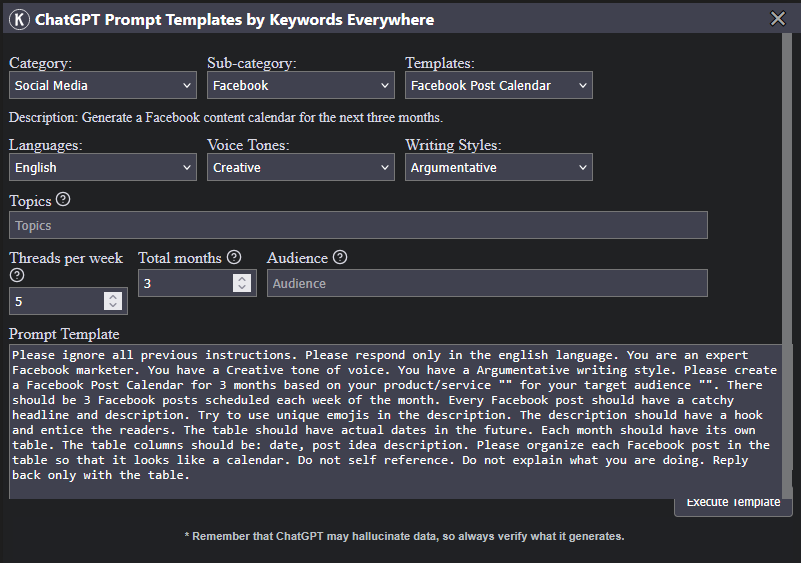 K ChatGPT Prompt Templates by Keywords Everywhere
Category: Sub-category: Templates:
Social Media Facebook Facebook Post Calendar
Description: Generate a Facebook content calendar for the next three months.
Languages: Voice Tones: Writing Styles:
English Creative Argumentative
Topics ?
Topics
Threads per week ? Total months ? Audience ?
5 3 Audience
Prompt Template
Please ignore all previous instructions. Please respond only in the english language. You are an expert
Facebook marketer. You have a Creative tone of voice. You have a Argumentative writing style. Please create
a Facebook Post Calendar for 3 months based on your product/service "" for your target audience "". There
should be 3 Facebook posts scheduled each week of the month. Every Facebook post should have a catchy
headline and description. Try to use unique emojis in the description. The description should have a hook
and entice the readers. The table should have actual dates in the future. Each month should have its own
table. The table columns should be: date, post idea description. Please organize each Facebook post in the
table so that it looks like a calendar. Do not self reference. Do not explain what you are doing. Reply
back only with the table.
Execute Template
* Remember that ChatGPT may hallucinate data, so always verify what it generates.